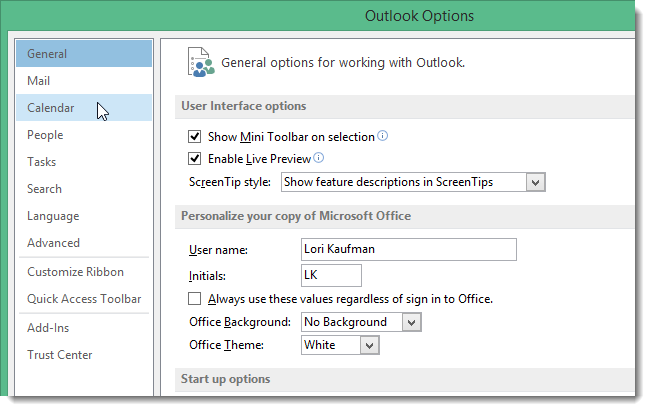 Outlook Options
General
Mail
Calendar
People
Tasks
Search
Language
Advanced
Customize Ribbon
Quick Access Toolbar
Add-Ins
Trust Center
General options for working with Outlook.
User Interface options
Show Mini Toolbar on selection
Enable Live Preview
ScreenTip style: Show feature descriptions in ScreenTips
Personalize your copy of Microsoft Office
User name: Lori Kaufman
Initials: LK
Always use these values regardless of sign in to Office.
Office Background: No Background
Office Theme: White
Start up options